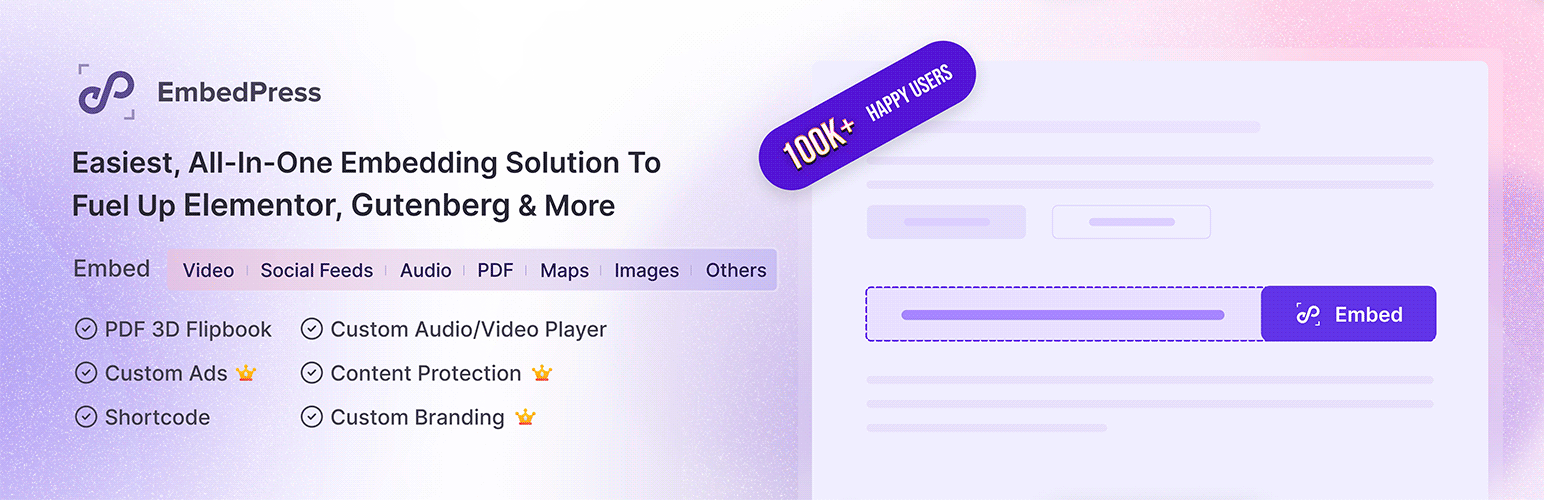 EmbedPress
Easiest, All-In-One Embedding Solution To
Fuel Up Elementor, Gutenberg & More
Embed Video Social Feeds Audio PDF Maps Images Others
PDF 3D Flipbook Custom Audio/Video Player
Custom Ads Content Protection
Shortcode Custom Branding
100K+ HAPPY USERS
Embed